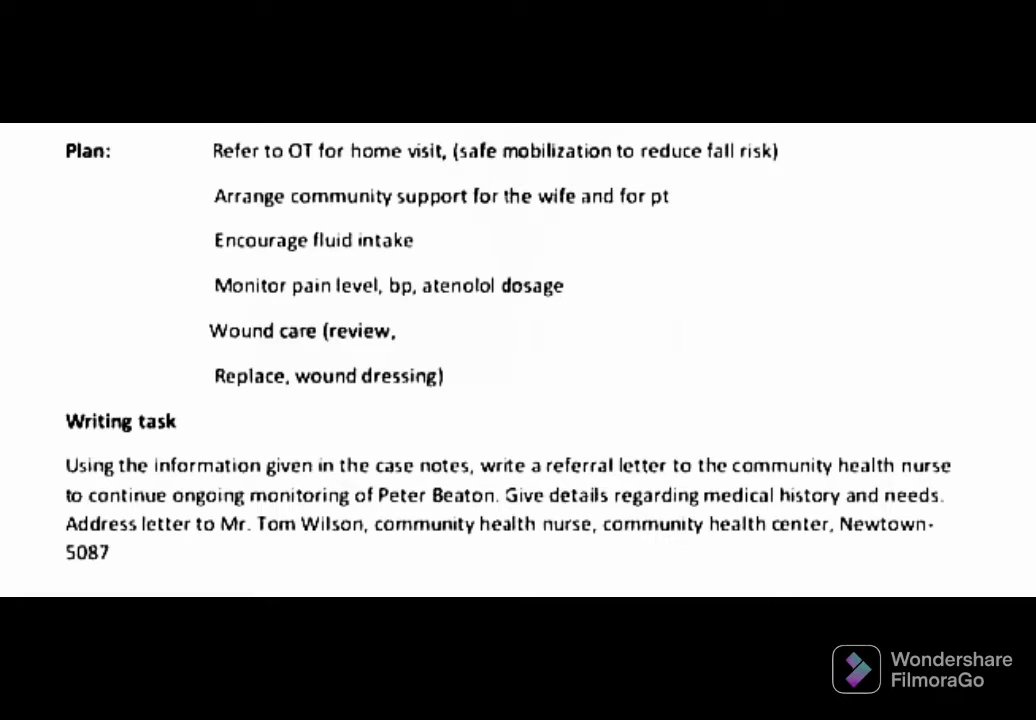 Plan: Refer to OT for home visit, (safe mobilization to reduce fall risk)
Arrange community support for the wife and for pt
Encourage fluid intake
Monitor pain level, bp, atenolol dosage
Wound care (review,
Replace, wound dressing)
Writing task
Using the information given in the case notes, write a referral letter to the community health nurse
to continue ongoing monitoring of Peter Beaton. Give details regarding medical history and needs.
Address letter to Mr. Tom Wilson, community health nurse, community health center, Newtown-
5087
Wondershare
FilmoraGo